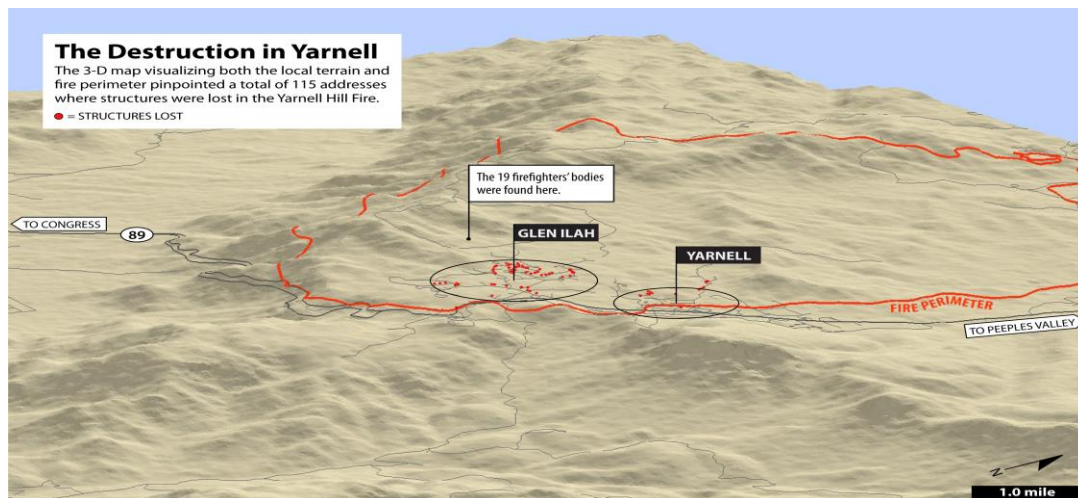 The Destruction in Yarnell
The 3-D map visualizing both the local terrain and
fire perimeter pinpointed a total of 115 addresses
where structures were lost in the Yarnell Hill Fire.
= STRUCTURES LOST
The 19 firefighters' bodies
were found here.
TO CONGRESS
89
GLEN ILAH
YARNELL
FIRE PERIMETER
TO PEEPLES VALLEY
N
1.0 mile